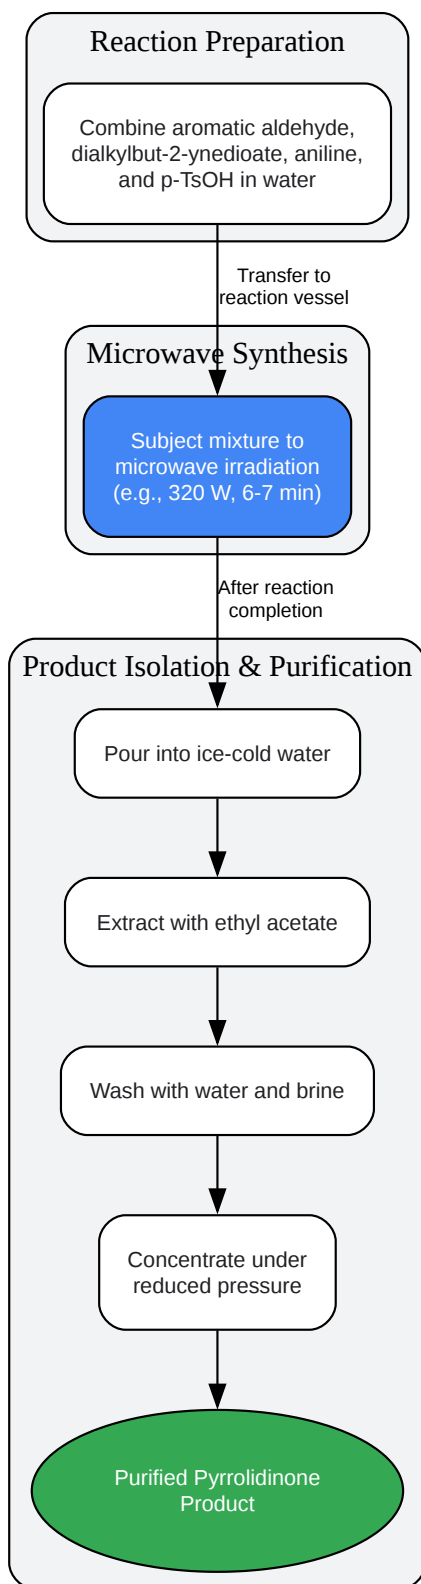 Reaction Preparation
Combine aromatic aldehyde,
dialkylbut-2-ynedioate, aniline,
and p-TsOH in water
Transfer to
reaction vessel
Microwave Synthesis
Subject mixture to
microwave irradiation
(e.g., 320 W, 6-7 min)
After reaction
completion
Product Isolation & Purification
Pour into ice-cold water
Extract with ethyl acetate
Wash with water and brine
Concentrate under
reduced pressure
Purified Pyrrolidinone
Product